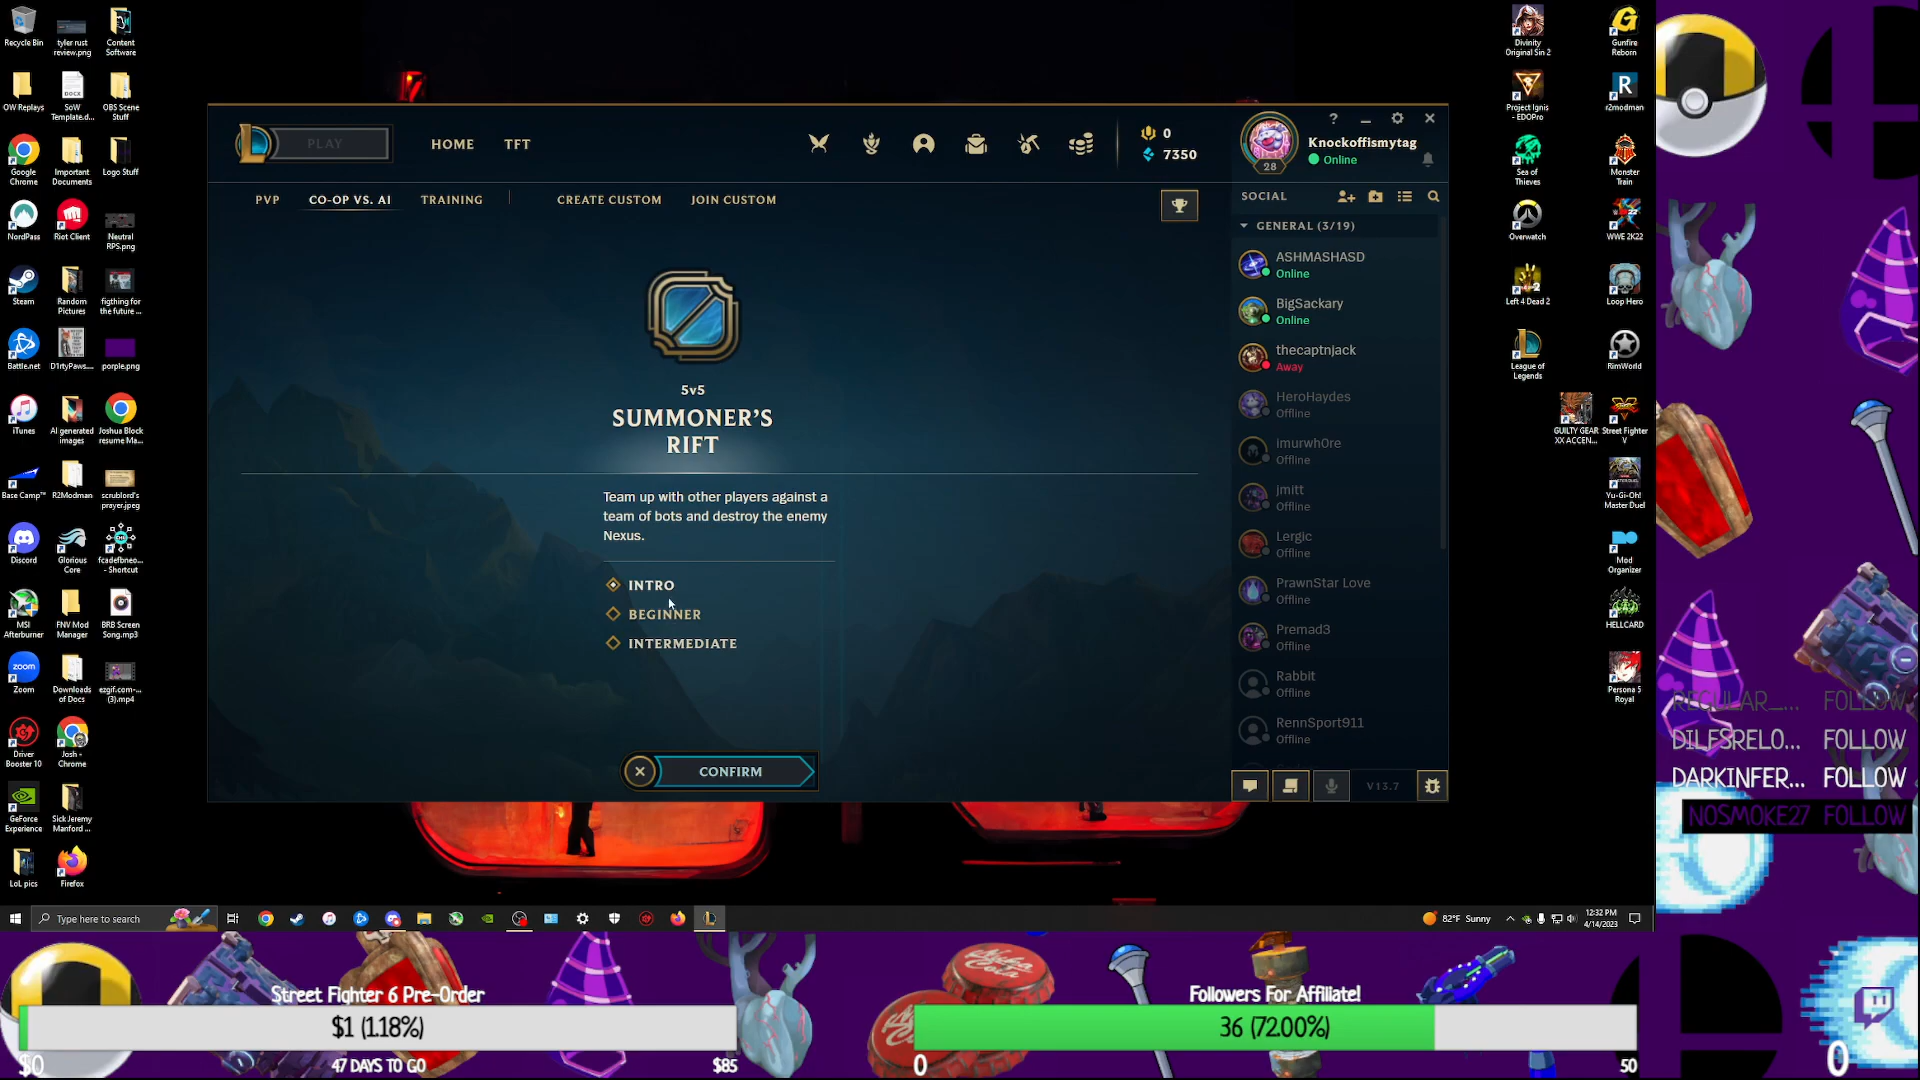 Recycle Bin
tyler rust
review.png
Content
Software
OW Replays
SoW
Template.d...
OBS Scene
Stuff
Google
Chrome
Important
Documents
Logo Stuff
NordPass
Riot Client
Neutral
RPS.png
Steam
Random
Pictures
figthing for
the future ...
Battle.net
D1rtyPaws....
porple.png
iTunes
AI generated
images
Joshua Block
resume Ma...
Base Camp™
R2Modman
scrublord's
prayer.jpeg
Discord
Glorious
Core
fcadefbneo...
- Shortcut
MSI
Afterburner
FNV Mod
Manager
BRB Screen
Song.mp3
Zoom
Downloads
of Docs
ezgif.com-...
(3).mp4
Driver
Booster 10
Josh -
Chrome
GeForce
Experience
Sick Jeremy
Manford ...
LoL pics
Firefox
PLAY
HOME
TFT
0
7350
28
Knockoffismytag
Online
PVP
CO-OP VS. AI
TRAINING
CREATE CUSTOM
JOIN CUSTOM
5v5
SUMMONER'S
RIFT
Team up with other players against a
team of bots and destroy the enemy
Nexus.
INTRO
BEGINNER
INTERMEDIATE
CONFIRM
SOCIAL
GENERAL (3/19)
ASHMASHASD
Online
BigSackary
Online
thecaptnjack
Away
HeroHaydes
Offline
imurwh0re
Offline
jmitt
Offline
Lergic
Offline
PrawnStar Love
Offline
Premad3
Offline
Rabbit
Offline
RennSport911
Offline
V13.7
Divinity
Original Sin 2
Gunfire
Reborn
Project Ignis
- EDOPro
r2modman
Sea of
Thieves
Monster
Train
Overwatch
WWE 2K22
Left 4 Dead 2
Loop Hero
League of
Legends
RimWorld
GUILTY GEAR
XX ACCEN...
Street Fighter
V
Yu-Gi-Oh!
Master Duel
Mod
Organizer
HELLCARD
Persona 5
Royal
Type here to search
82°F Sunny
12:32 PM
4/14/2023
REGULAR_... FOLLOW
DILFSRELO... FOLLOW
DARKINFER... FOLLOW
NOSMOKE27 FOLLOW
Street Fighter 6 Pre-Order
$1 (1.18%)
$0
47 DAYS TO GO
$85
Nuka
Cola
Followers For Affiliate!
36 (72.00%)
0
50
0